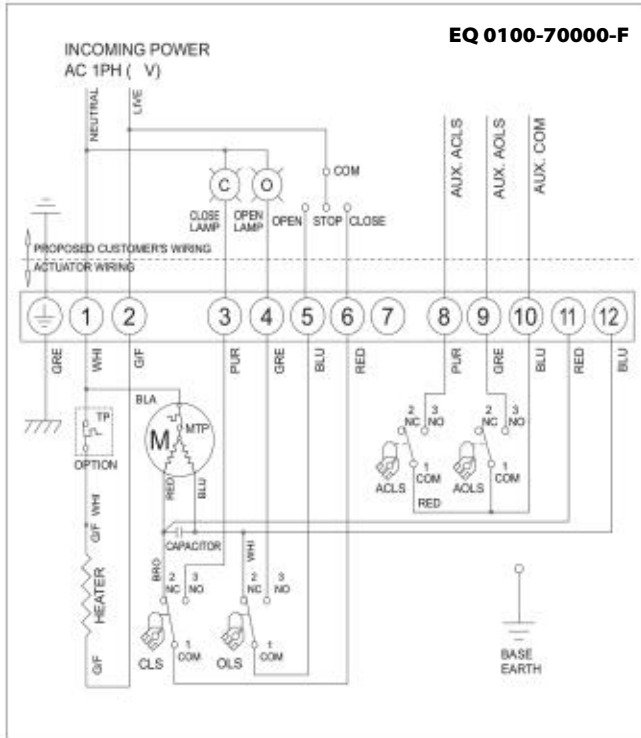 EQ 0100-70000-F
INCOMING POWER
AC 1PH ( V)
NEUTRAL
LIVE
AUX. ACLS
AUX. AOLS
AUX. COM
COM
C O
CLOSE LAMP
OPEN LAMP
OPEN STOP CLOSE
PROPOSED CUSTOMER'S WIRING
ACTUATOR WIRING
1 2 3 4 5 6 7 8 9 10 11 12
GRE WHI G/F PUR GRE BLU RED PUR GRE BLU RED BLU
BLA
TP
OPTION
M
MTP
RED BLU
2 NC 3 NO
2 NC 3 NO
1 COM
1 COM
ACLS
AOLS
RED
G/F WHI
CAPACITOR
BRO
WHI
HEATER
2 NC 3 NO
2 NC 3 NO
1 COM
1 COM
CLS
OLS
G/F
BASE
EARTH